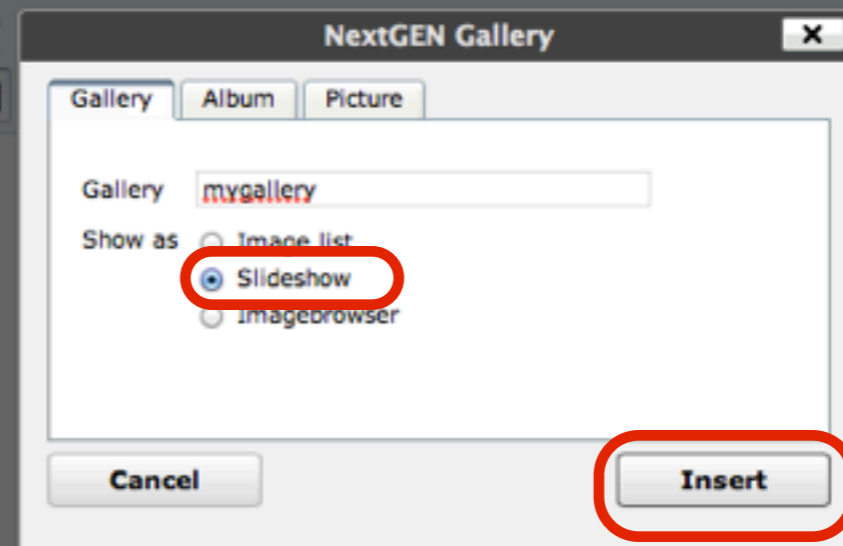 NextGEN Gallery
Gallery Album Picture
Gallery mygallery
Show as Image list
Slideshow
Imagebrowser
Cancel Insert